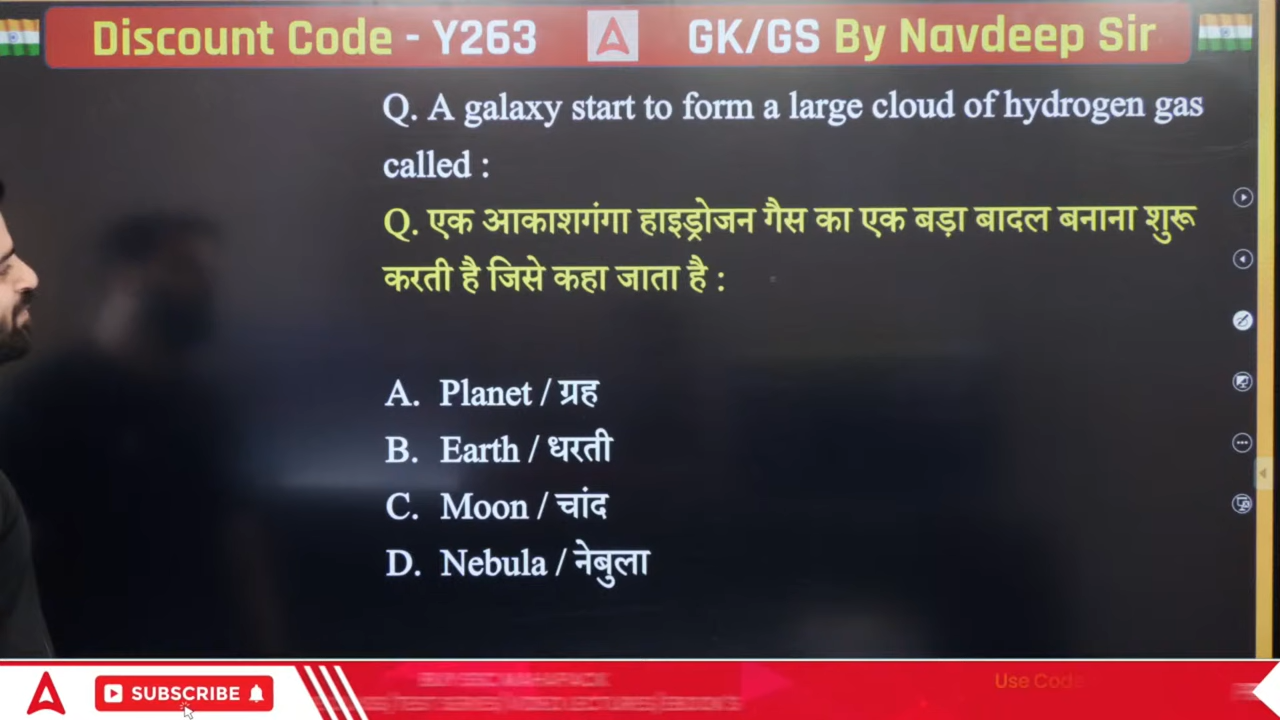 Discount Code - Y263 GK/GS By Navdeep Sir
Q. A galaxy start to form a large cloud of hydrogen gas
called :
Q. एक आकाशगंगा हाइड्रोजन गैस का एक बड़ा बादल बनाना शुरू
करती है जिसे कहा जाता है :
A. Planet / ग्रह
B. Earth / धरती
C. Moon / चांद
D. Nebula / नेबुला
SUBSCRIBE
Use Code